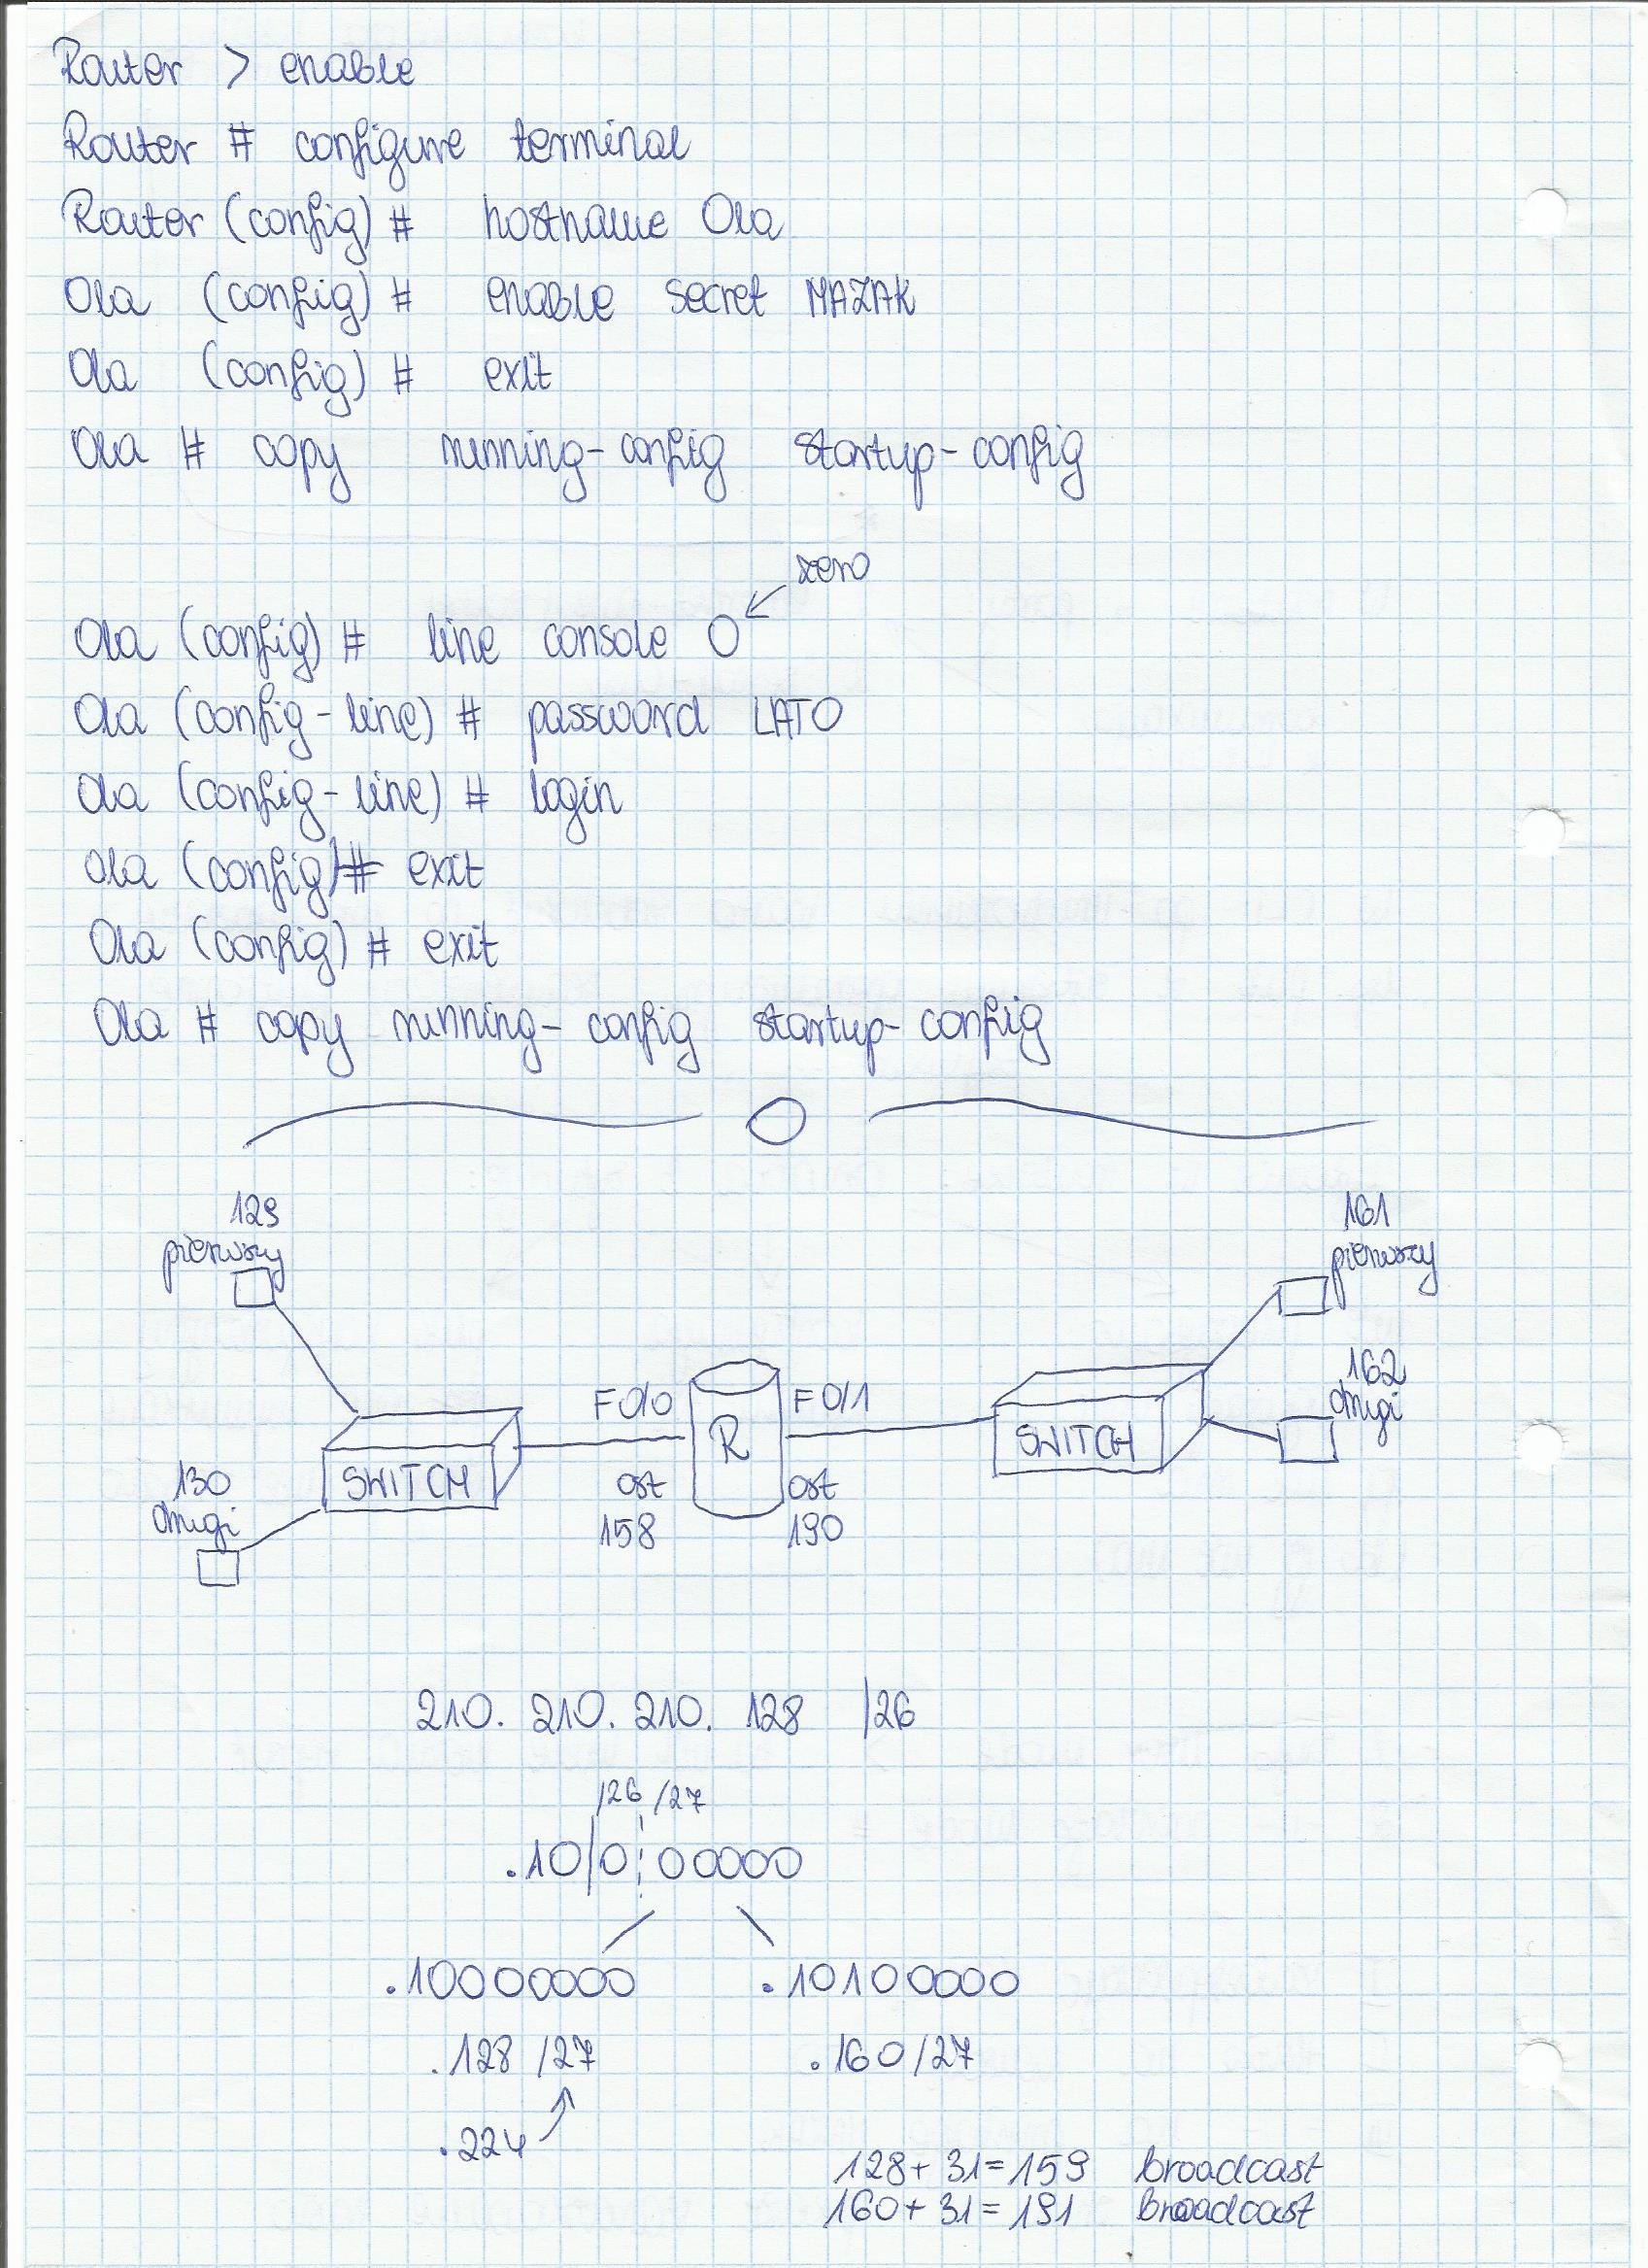 Router > enable
Router # configure terminal
Router (config) # hostname Ola
Ola (config) # enable secret MAZAK
Ola (config) # exit
Ola # copy running-config startup-config
zero
Ola (config) # line console 0
Ola (config-line) # password LATO
Ola (config-line) # login
Ola (config) # exit
Ola (config) # exit
Ola # copy running-config startup-config
129
pierwszy
161
pierwszy
162
drugi
F0/0
R
F0/1
SWITCH
SWITCH
130
drugi
ost
158
ost
190
210. 210. 210. 128 /26
/26 /27
.10|0¦00000
.10000000 .10100000
.128 /27 .160/27
.224
128+31=159 broadcast
160+31=191 broadcast